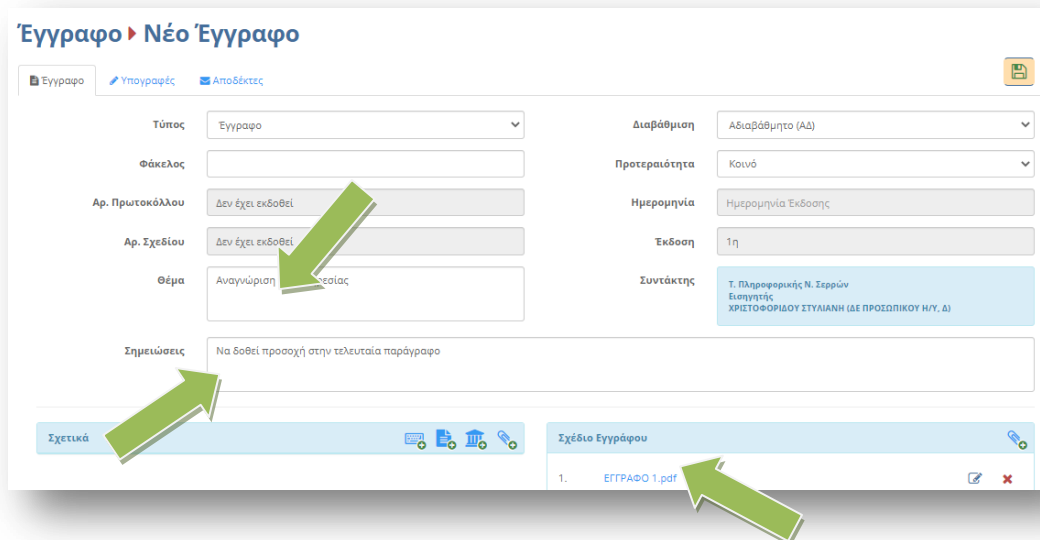 Έγγραφο Νέο Έγγραφο
Έγγραφο Υπογραφές Αποδέκτες
Τύπος Έγγραφο Διαβάθμιση Αδιαβάθμητο (ΑΔ)
Φάκελος Προτεραιότητα Κοινό
Αρ. Πρωτοκόλλου Δεν έχει εκδοθεί Ημερομηνία Ημερομηνία Έκδοσης
Αρ. Σχεδίου Δεν έχει εκδοθεί Έκδοση 1η
Θέμα Αναγνώριση Συντάκτης Τ. Πληροφορικής Ν. Σερρών
Εισηγητής
ΧΡΙΣΤΟΦΟΡΙΔΟΥ ΣΤΥΛΙΑΝΗ (ΔΕ ΠΡΟΣΩΠΙΚΟΥ Η/Υ, Δ)
Σημειώσεις Να δοθεί προσοχή στην τελευταία παράγραφο
Σχετικά Σχέδιο Εγγράφου
1. ΕΓΓΡΑΦΟ 1.pdf